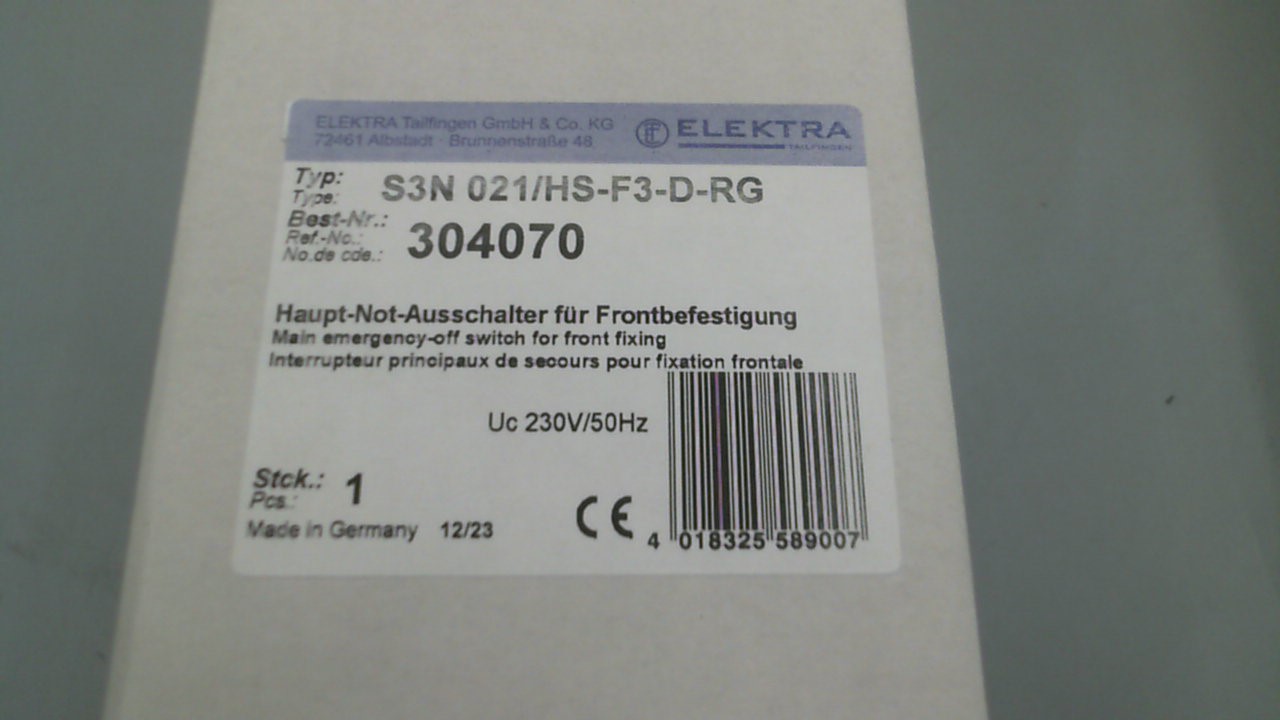 ELEKTRA Tailfingen GmbH & Co. KG
72461 Albstadt · Brunnenstraße 48
ELEKTRA
TAILFINGEN
Typ:
Type:
S3N 021/HS-F3-D-RG
Best-Nr.:
Ref.-No.:
No.de cde.:
304070
Haupt-Not-Ausschalter für Frontbefestigung
Main emergency-off switch for front fixing
Interrupteur principaux de secours pour fixation frontale
Uc 230V/50Hz
Stck.:
Pcs.:
1
Made in Germany 12/23
CE
4 018325 589007